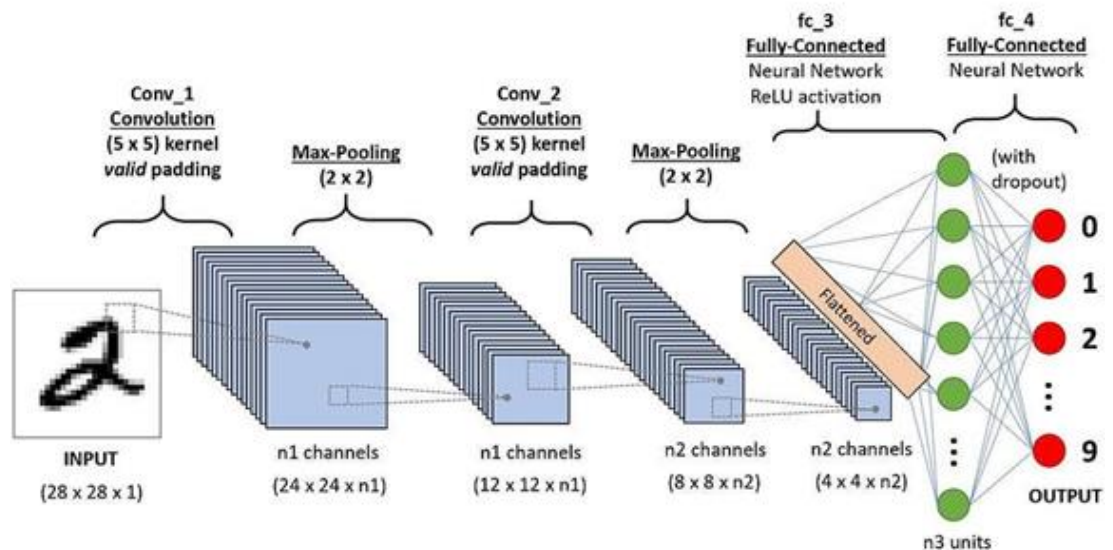 fc_3
Fully-Connected
Neural Network
ReLU activation
fc_4
Fully-Connected
Neural Network
Conv_1
Convolution
(5 x 5) kernel
valid padding
Max-Pooling
(2 x 2)
Conv_2
Convolution
(5 x 5) kernel
valid padding
Max-Pooling
(2 x 2)
(with
dropout)
Flattened
0
1
2
9
OUTPUT
INPUT
(28 x 28 x 1)
n1 channels
(24 x 24 x n1)
n1 channels
(12 x 12 x n1)
n2 channels
(8 x 8 x n2)
n2 channels
(4 x 4 x n2)
n3 units
2